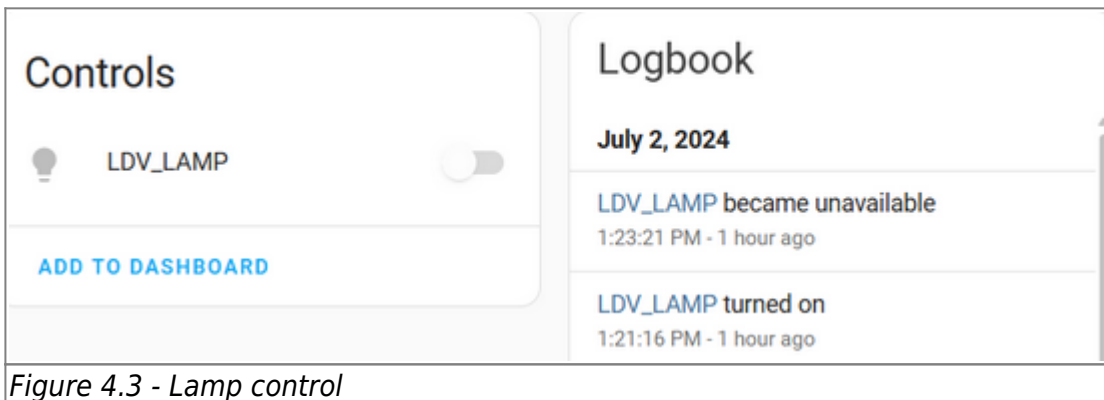 Controls
LDV_LAMP
ADD TO DASHBOARD
Logbook
July 2, 2024
LDV_LAMP became unavailable
1:23:21 PM - 1 hour ago
LDV_LAMP turned on
1:21:16 PM - 1 hour ago
Figure 4.3 - Lamp control